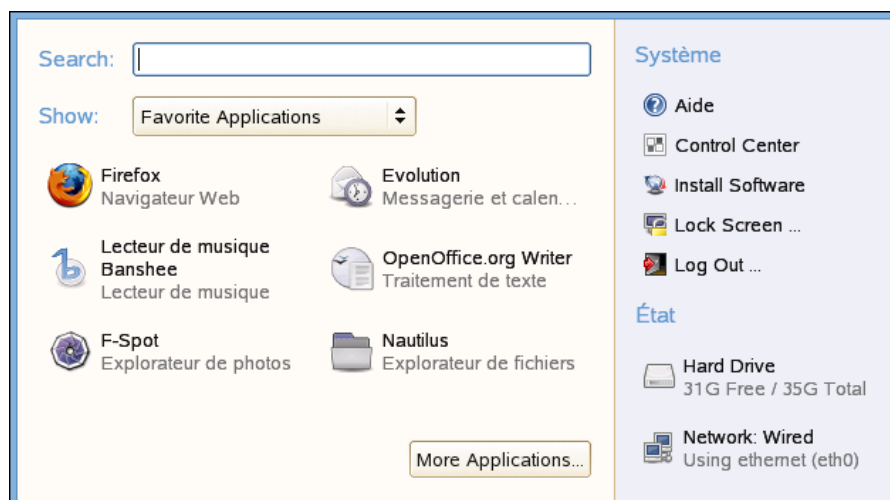 Search:
Show:
Favorite Applications
Firefox
Navigateur Web
Evolution
Messagerie et calen...
Lecteur de musique
Banshee
Lecteur de musique
OpenOffice.org Writer
Traitement de texte
F-Spot
Explorateur de photos
Nautilus
Explorateur de fichiers
More Applications...
Système
Aide
Control Center
Install Software
Lock Screen ...
Log Out ...
État
Hard Drive
31G Free / 35G Total
Network: Wired
Using ethernet (eth0)